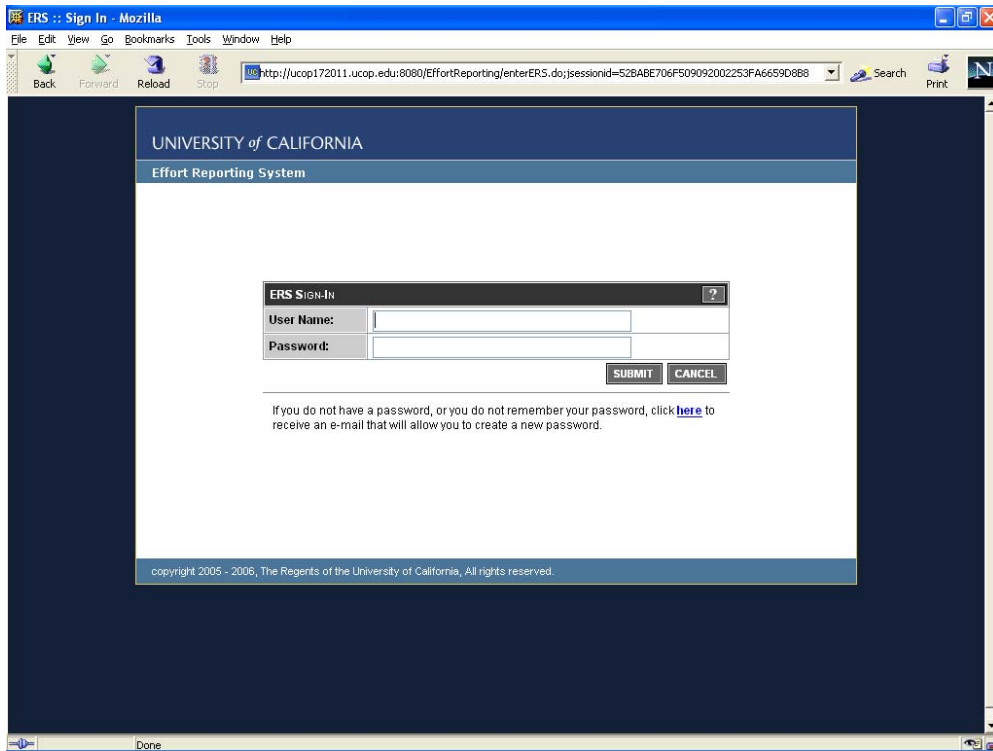 ERS :: Sign In - Mozilla
File Edit View Go Bookmarks Tools Window Help
Back Forward Reload Stop http://ucop172011.ucop.edu:8080/EffortReporting/enterERS.do;jsessionid=52BABE706F509092002253FA6659D8B8 Search Print
UNIVERSITY of CALIFORNIA
Effort Reporting System
ERS SIGN-IN ?
User Name:
Password:
SUBMIT CANCEL
If you do not have a password, or you do not remember your password, click here to
receive an e-mail that will allow you to create a new password.
copyright 2005 - 2006, The Regents of the University of California, All rights reserved.
Done